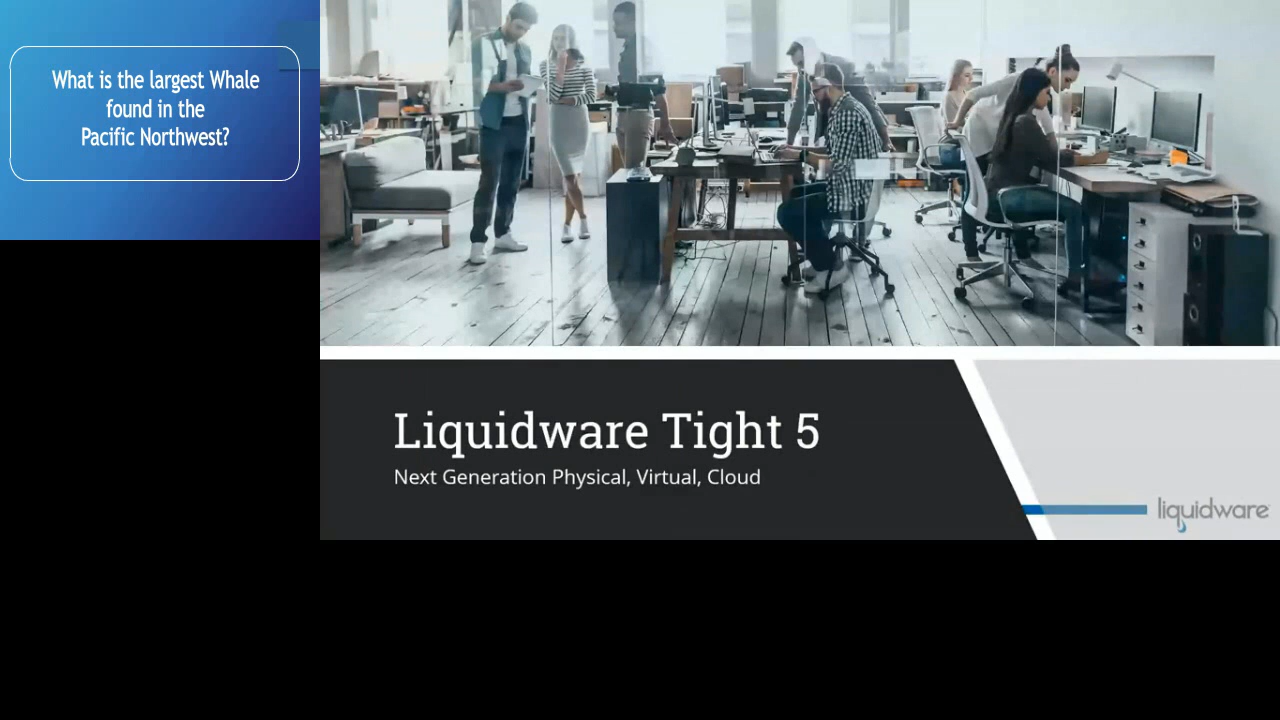 What is the largest Whale
found in the
Pacific Northwest?
Liquidware Tight 5
Next Generation Physical, Virtual, Cloud
liquidware